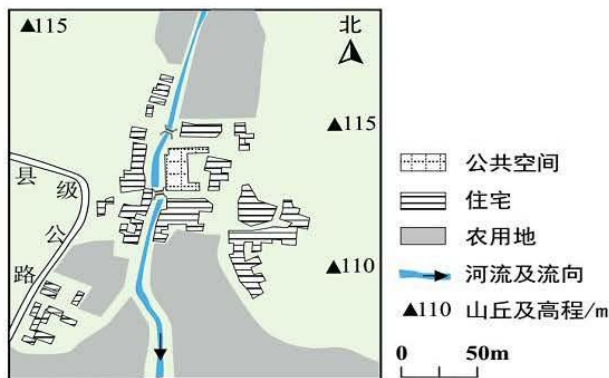 ▲115
北
▲115
县级公路
▲110
公共空间
住宅
农用地
河流及流向
▲110 山丘及高程/m
0 50m